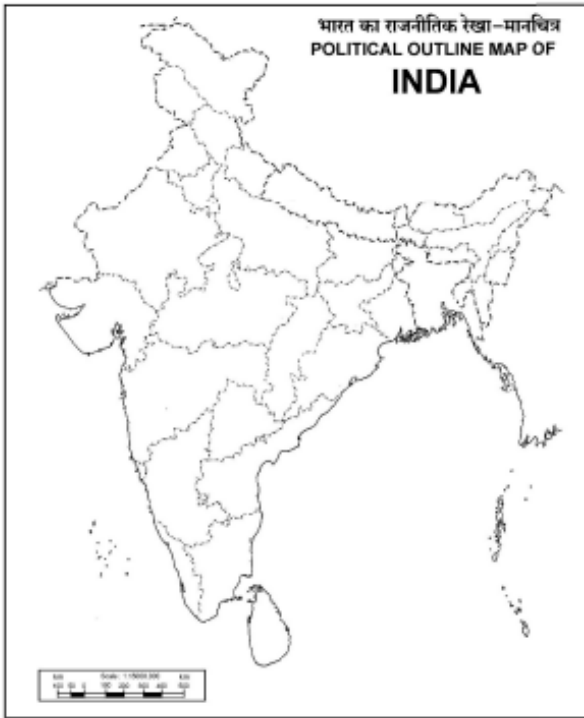 भारत का राजनीतिक रेखा–मानचित्र
POLITICAL OUTLINE MAP OF
INDIA